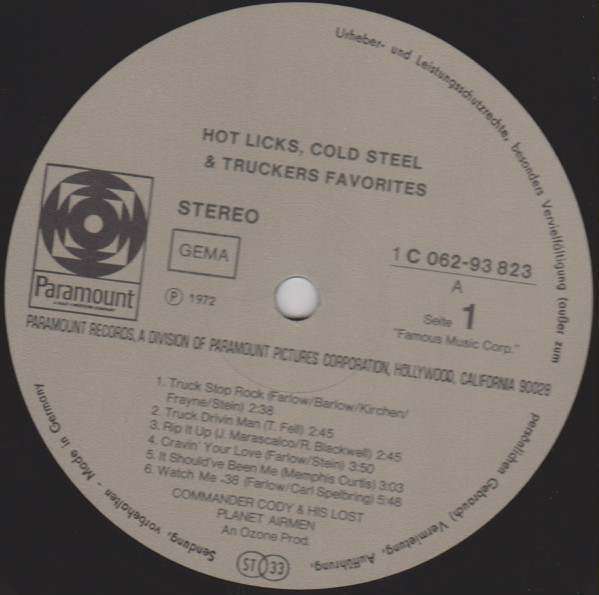 HOT LICKS, COLD STEEL
& TRUCKERS FAVORITES
Paramount
STEREO
GEMA
Ⓟ 1972
1 C 062-93 823
A
Seite 1
"Famous Music Corp."
PARAMOUNT RECORDS, A DIVISION OF PARAMOUNT PICTURES CORPORATION, HOLLYWOOD, CALIFORNIA 90028
1. Truck Stop Rock (Farlow/Barlow/Kirchen/
Frayne/Stein) 2:38
2. Truck Drivin Man (T. Fell) 2:45
3. Rip It Up (J. Marascalco/R. Blackwell) 2:45
4. Cravin' Your Love (Farlow/Stein) 3:50
5. It Should've Been Me (Memphis Curtis) 3:03
6. Watch Me -38 (Farlow/Carl Spelbring) 5:48
COMMANDER CODY & HIS LOST
PLANET AIRMEN
An Ozone Prod.
ST 33
Urheber- und Leistungsschutzrechte, besonders Vervielfältigung (außer zum persönlichen Gebrauch) Vermietung, Aufführung, Sendung, vorbehalten - Made in Germany